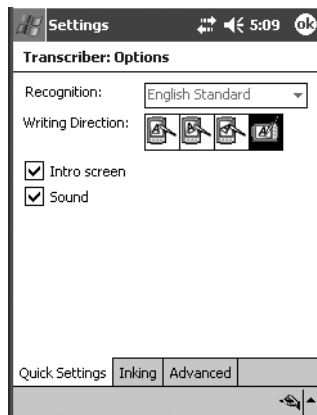 Settings 5:09 ok
Transcriber: Options
Recognition: English Standard
Writing Direction: A A A A
Intro screen
Sound
Quick Settings Inking Advanced